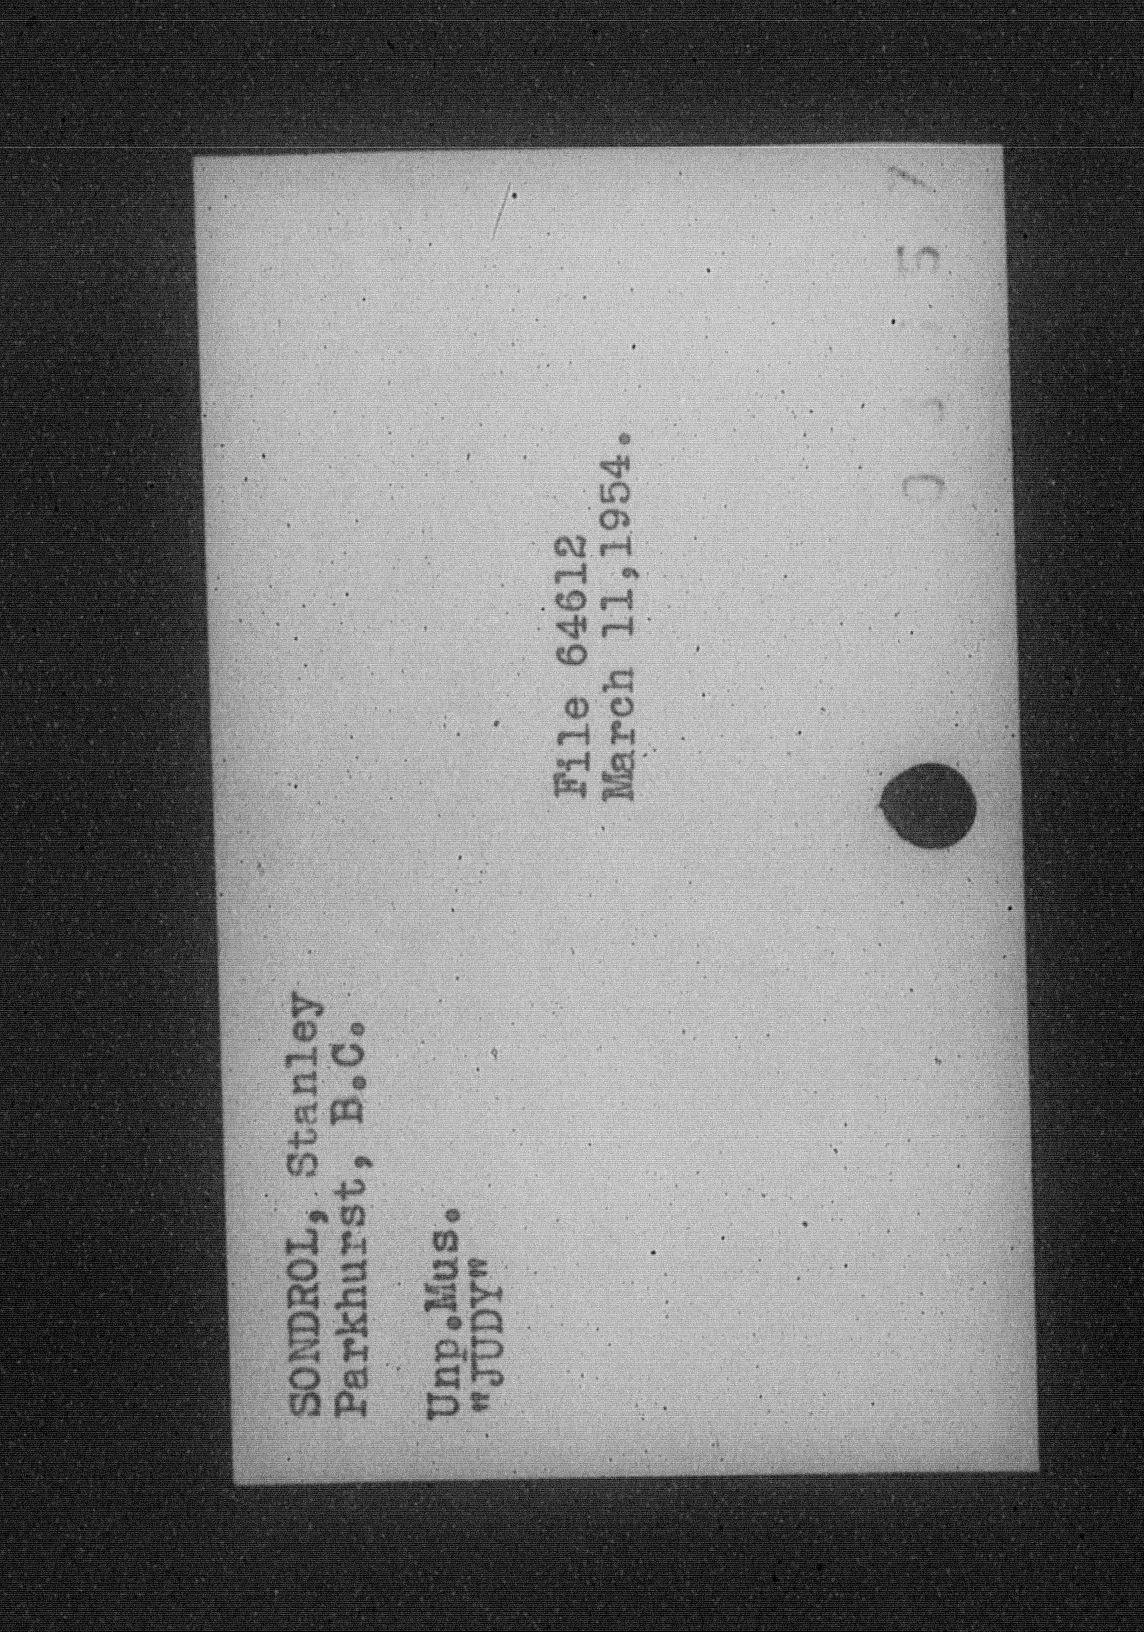 SONDROL, Stanley
Parkhurst, B.C.
Unp.Mus.
"JUDY"
File 64612
March 11,1954.